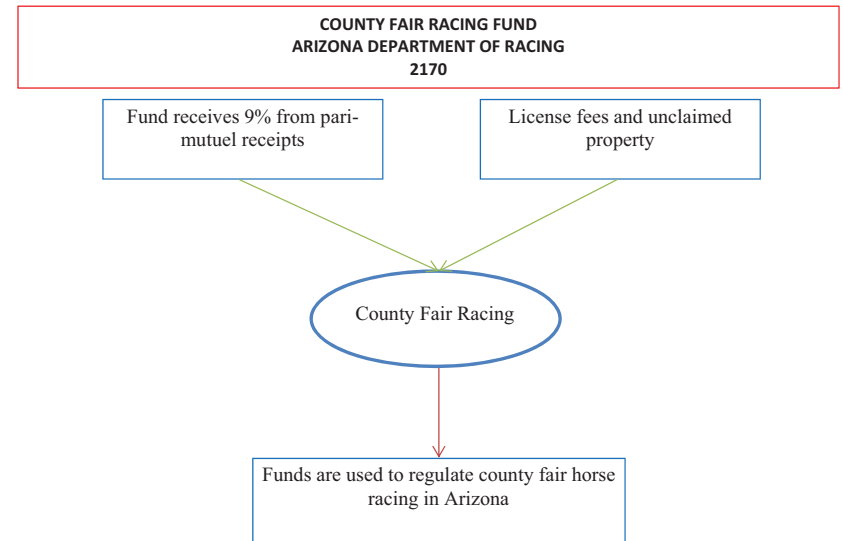 COUNTY FAIR RACING FUND
ARIZONA DEPARTMENT OF RACING
2170
Fund receives 9% from pari-
mutuel receipts
License fees and unclaimed
property
County Fair Racing
Funds are used to regulate county fair horse
racing in Arizona